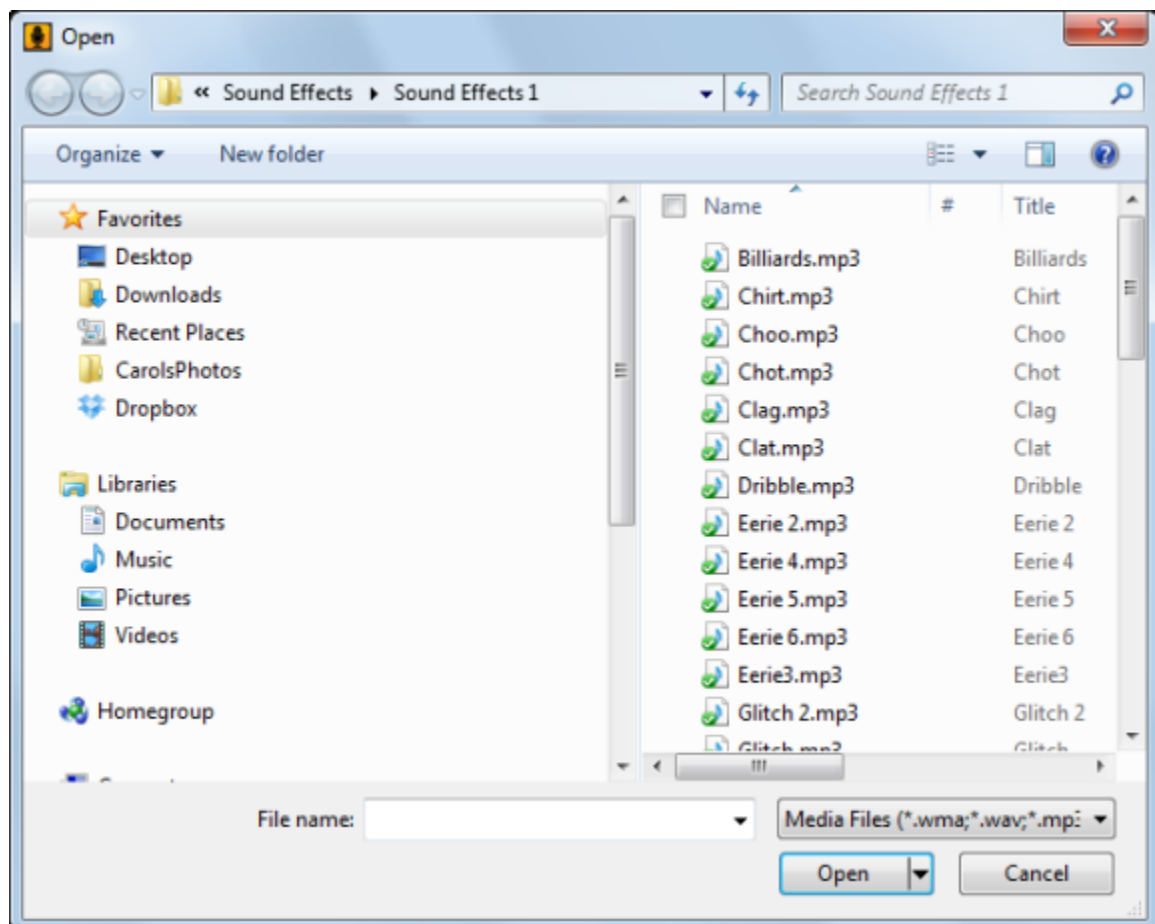 Open
« Sound Effects ▸ Sound Effects 1
Search Sound Effects 1
Organize
New folder
Name # Title
Favorites
Desktop
Downloads
Recent Places
CarolsPhotos
Dropbox
Libraries
Documents
Music
Pictures
Videos
Homegroup
Billiards.mp3 Billiards
Chirt.mp3 Chirt
Choo.mp3 Choo
Chot.mp3 Chot
Clag.mp3 Clag
Clat.mp3 Clat
Dribble.mp3 Dribble
Eerie 2.mp3 Eerie 2
Eerie 4.mp3 Eerie 4
Eerie 5.mp3 Eerie 5
Eerie 6.mp3 Eerie 6
Eerie3.mp3 Eerie3
Glitch 2.mp3 Glitch 2
Glitch.mp3 Glitch
File name:
Media Files (*.wma;*.wav;*.mp3
Open
Cancel